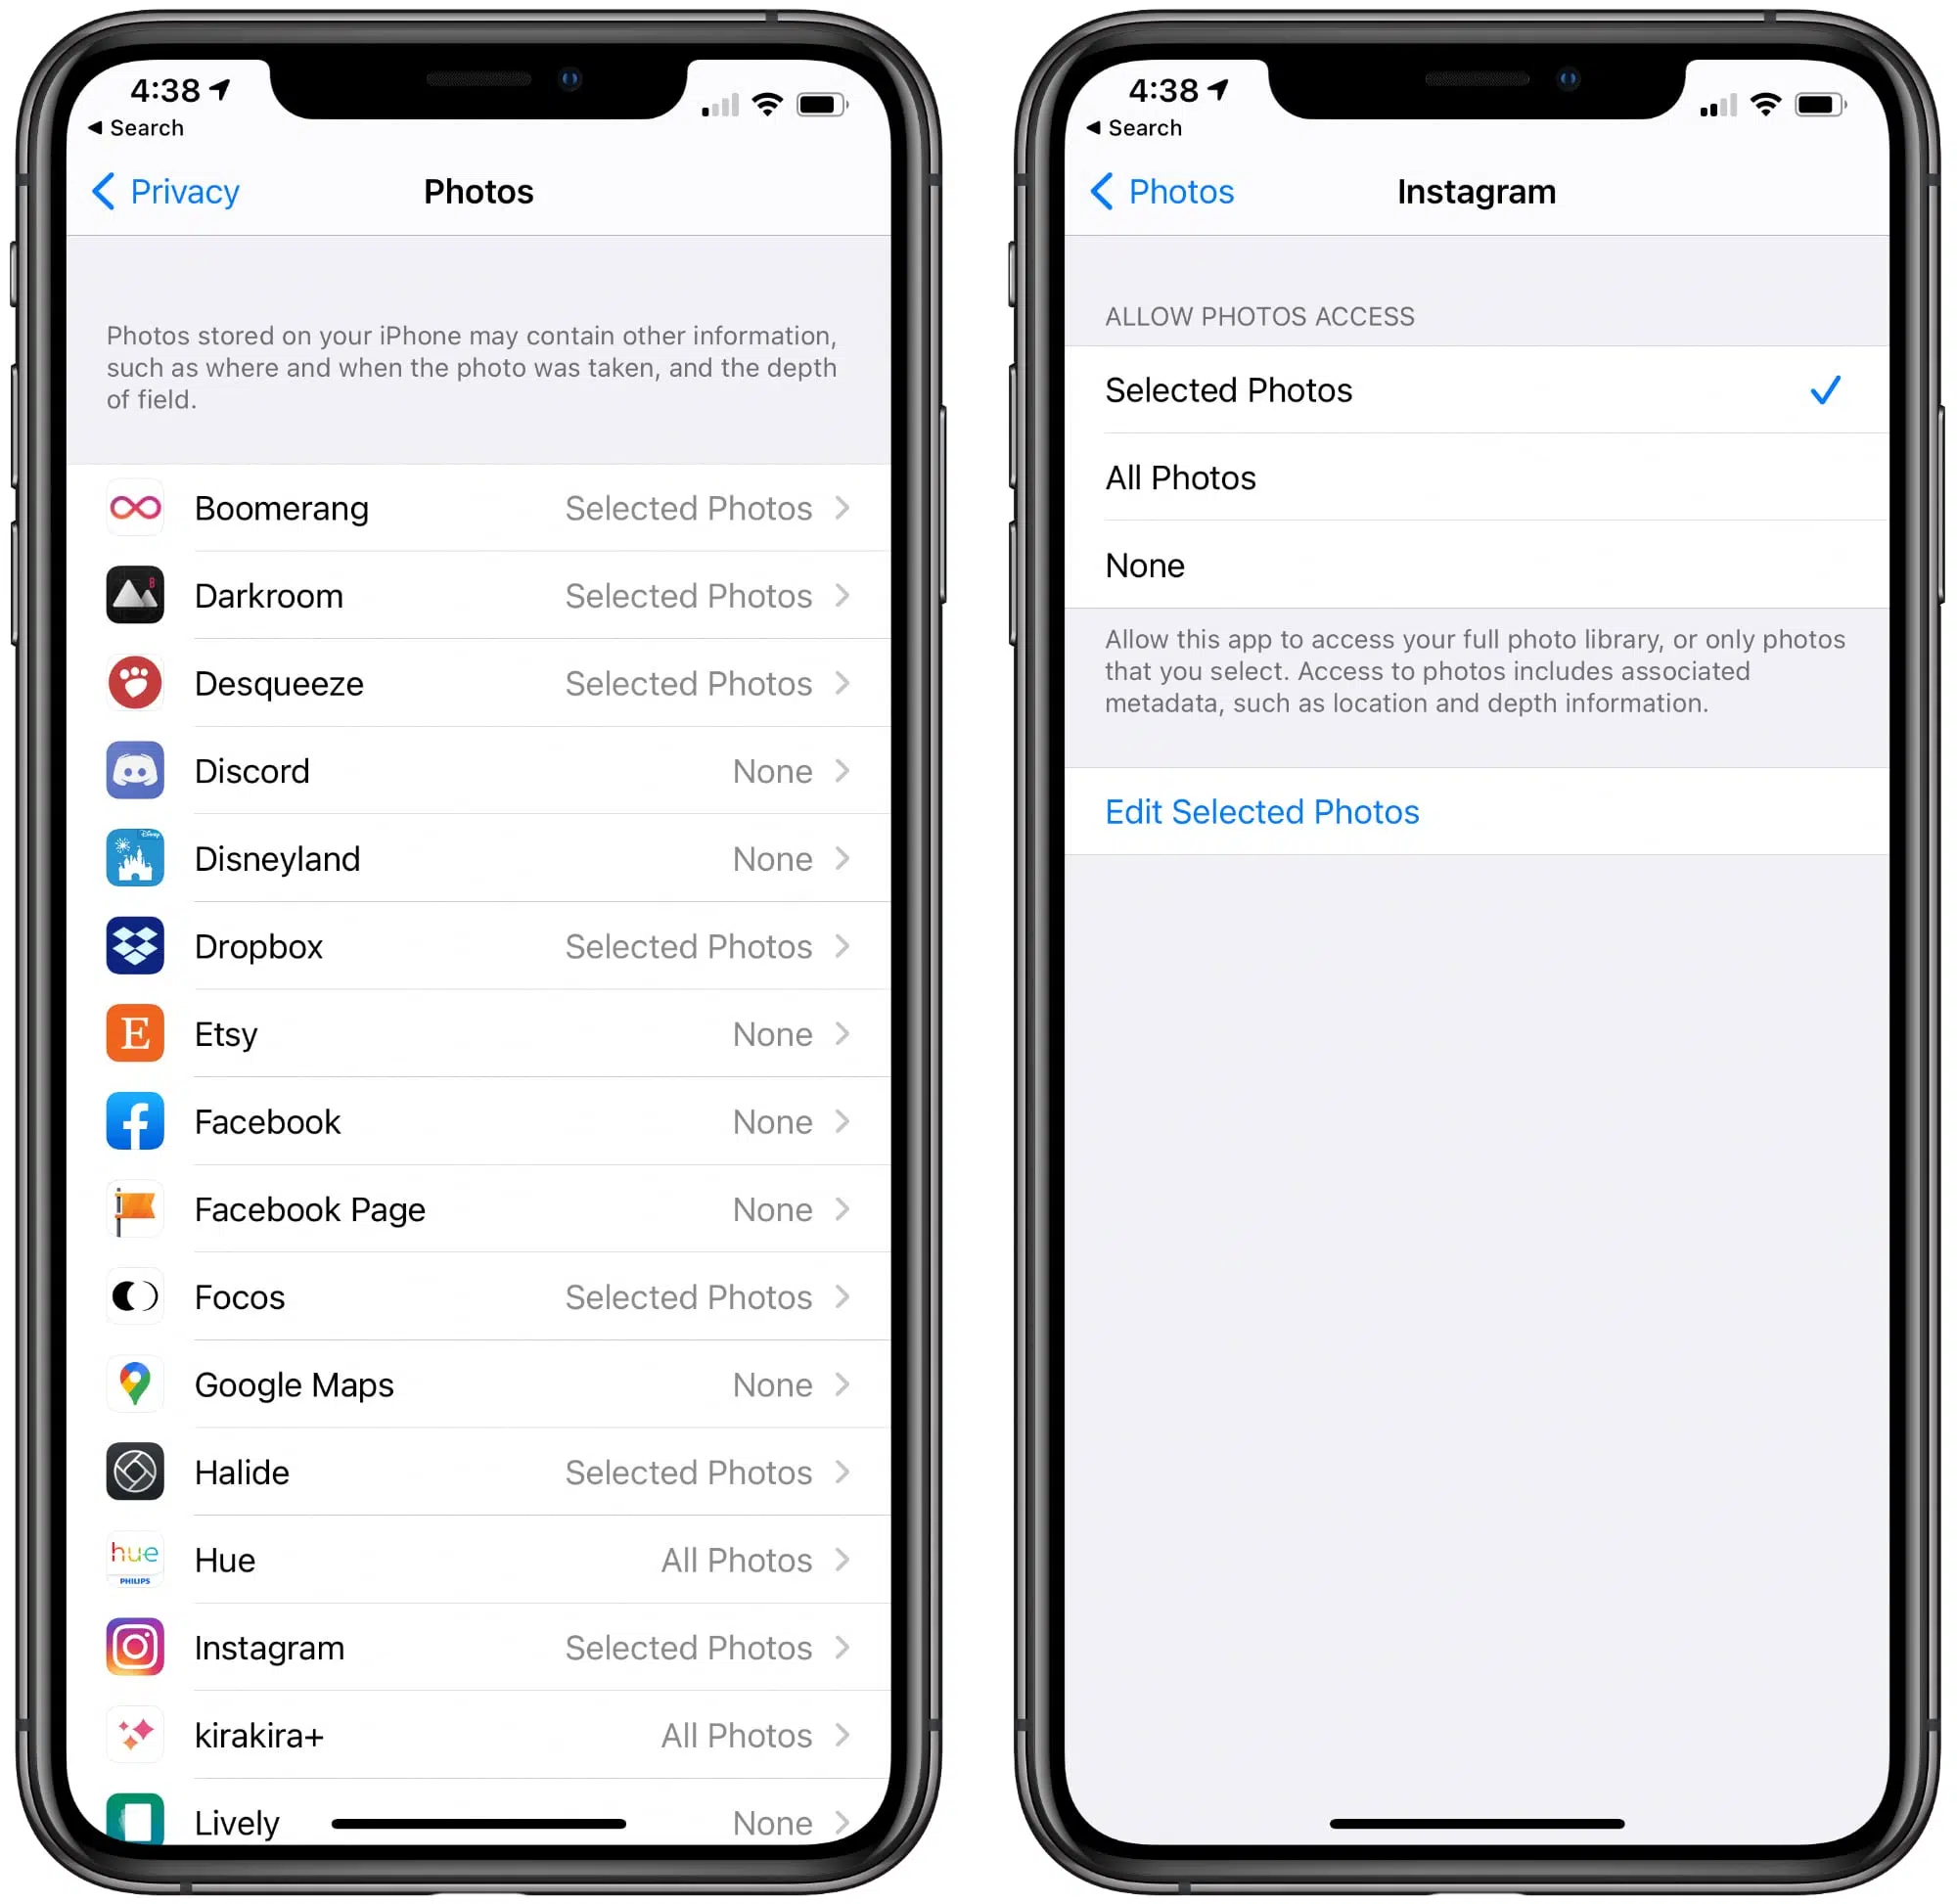 4:38
Search
Privacy
Photos
Photos stored on your iPhone may contain other information,
such as where and when the photo was taken, and the depth
of field.
Boomerang Selected Photos
8
Darkroom Selected Photos
Desqueeze Selected Photos
Discord None
Disney
Disneyland None
Dropbox Selected Photos
E
Etsy None
f
Facebook None
Facebook Page None
Focos Selected Photos
Google Maps None
Halide Selected Photos
hue
PHILIPS
Hue All Photos
Instagram Selected Photos
kirakira+ All Photos
Lively None
4:38
Search
Photos
Instagram
ALLOW PHOTOS ACCESS
Selected Photos
All Photos
None
Allow this app to access your full photo library, or only photos
that you select. Access to photos includes associated
metadata, such as location and depth information.
Edit Selected Photos